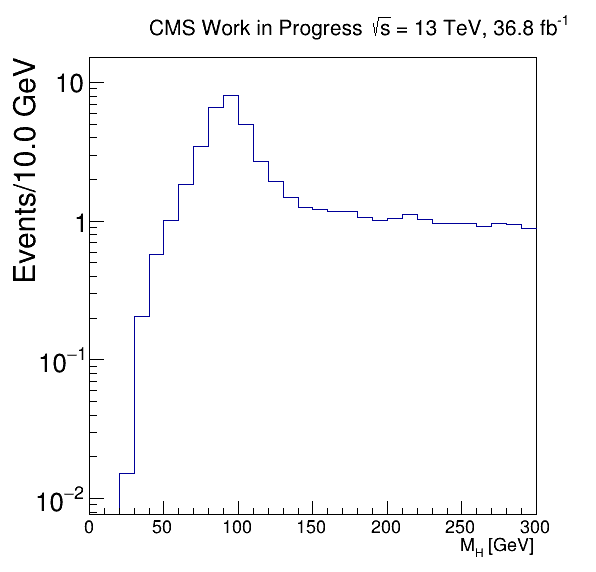 CMS Work in Progress √s = 13 TeV, 36.8 fb⁻¹
Events/10.0 GeV
10
1
10⁻¹
10⁻²
0 50 100 150 200 250 300
M_H [GeV]